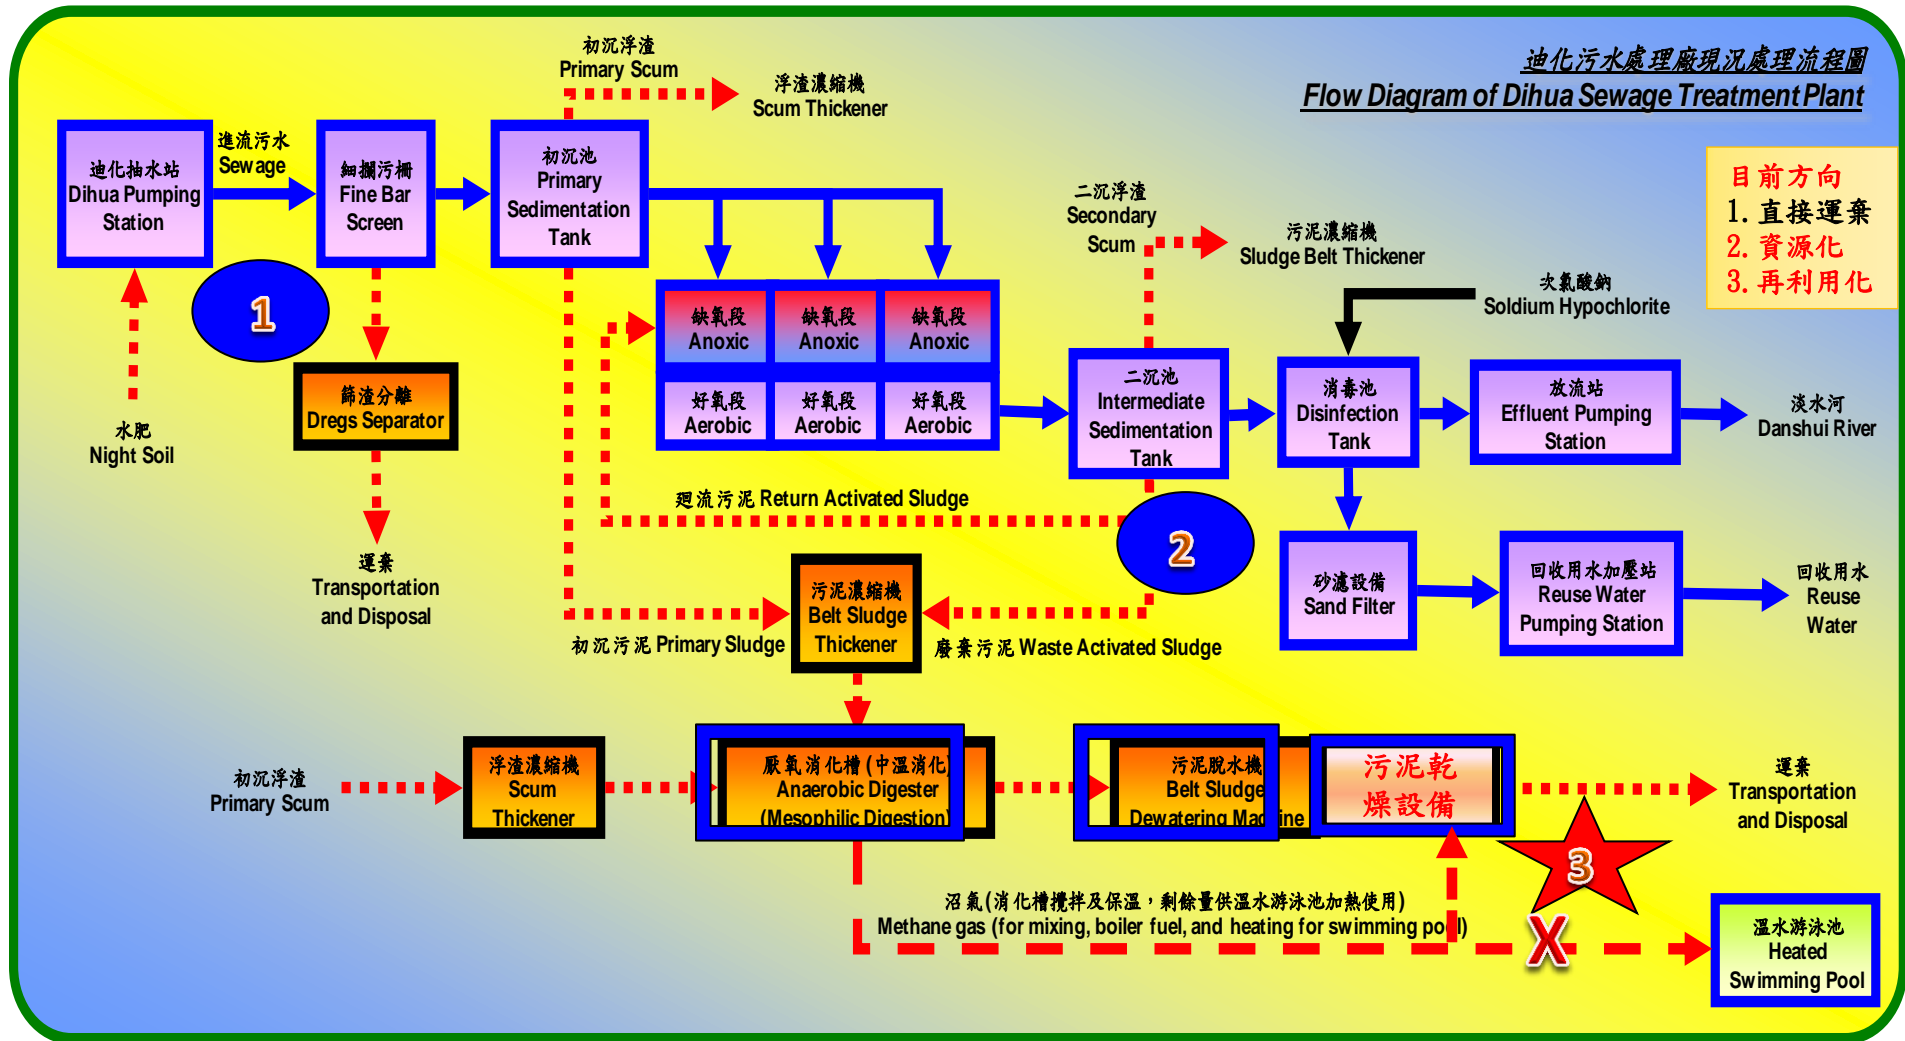 迪化污水處理廠現況處理流程圖
Flow Diagram of Dihua Sewage Treatment Plant
初沉浮渣
Primary Scum
浮渣濃縮機
Scum Thickener
迪化抽水站
Dihua Pumping
Station
進流污水
Sewage
細攔污柵
Fine Bar
Screen
初沉池
Primary
Sedimentation
Tank
二沉浮渣
Secondary
Scum
污泥濃縮機
Sludge Belt Thickener
次氯酸鈉
Soldium Hypochlorite
目前方向
1. 直接運棄
2. 資源化
3. 再利用化
1
缺氧段
Anoxic
缺氧段
Anoxic
缺氧段
Anoxic
好氧段
Aerobic
好氧段
Aerobic
好氧段
Aerobic
二沉池
Intermediate
Sedimentation
Tank
消毒池
Disinfection
Tank
放流站
Effluent Pumping
Station
淡水河
Danshui River
水肥
Night Soil
篩渣分離
Dregs Separator
運棄
Transportation
and Disposal
迴流污泥 Return Activated Sludge
2
污泥濃縮機
Belt Sludge
Thickener
初沉污泥 Primary Sludge
廢棄污泥 Waste Activated Sludge
砂濾設備
Sand Filter
回收用水加壓站
Reuse Water
Pumping Station
回收用水
Reuse
Water
初沉浮渣
Primary Scum
浮渣濃縮機
Scum
Thickener
厭氧消化槽 (中溫消化)
Anaerobic Digester
(Mesophilic Digestion)
污泥脫水機
Belt Sludge
Dewatering Machine
污泥乾
燥設備
運棄
Transportation
and Disposal
3
沼氣(消化槽攪拌及保溫，剩餘量供溫水游泳池加熱使用)
Methane gas (for mixing, boiler fuel, and heating for swimming pool)
X
溫水游泳池
Heated
Swimming Pool